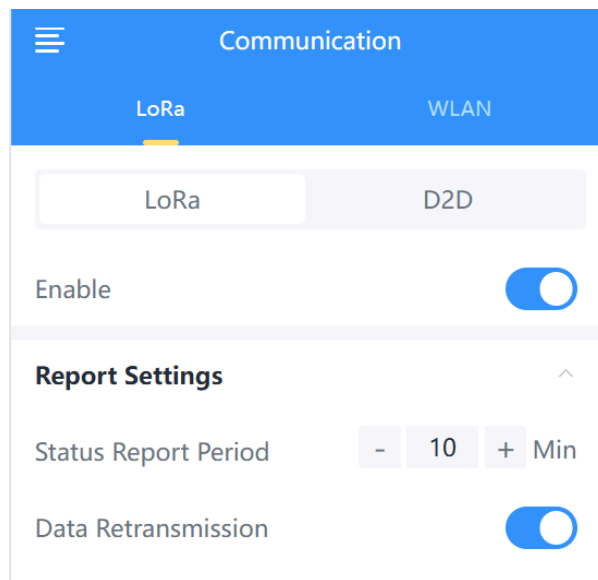 Communication
LoRa WLAN
LoRa D2D
Enable
Report Settings
Status Report Period - 10 + Min
Data Retransmission